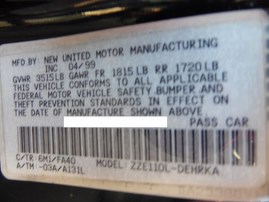 MFD. BY NEW UNITED MOTOR MANUFACTURING
INC. 04/99
GVWR 3515LB GAWR FR 1815LB RR 1720LB
THIS VEHICLE CONFORMS TO ALL APPLICABLE
FEDERAL MOTOR VEHICLE SAFETY, BUMPER, AND
THEFT PREVENTION STANDARDS IN EFFECT ON
THE DATE OF MANUFACTURE SHOWN ABOVE.
PASS CAR
C/TR: 6M1/FA40 MODEL: ZZE110L-DEHRKA
A/TM: -03A/A131L